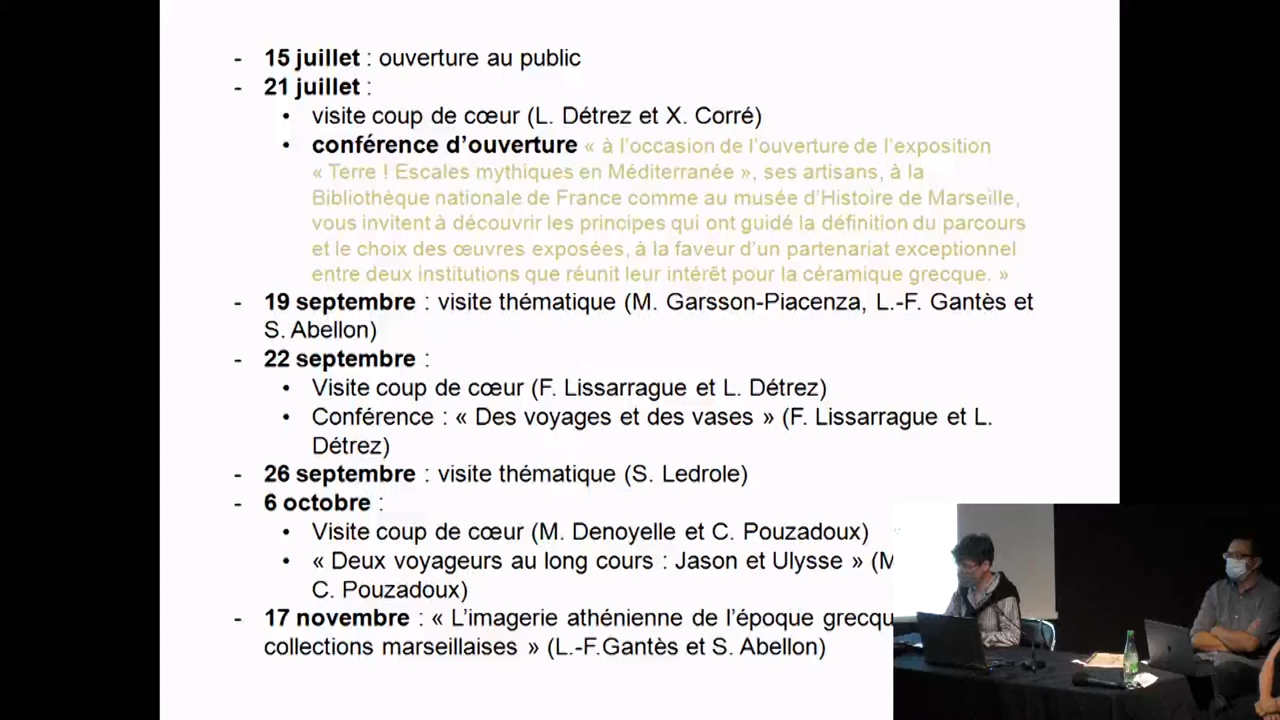 - 15 juillet : ouverture au public
- 21 juillet :
• visite coup de cœur (L. Détrez et X. Corré)
• conférence d'ouverture « à l'occasion de l'ouverture de l'exposition
« Terre ! Escales mythiques en Méditerranée », ses artisans, à la
Bibliothèque nationale de France comme au musée d'Histoire de Marseille,
vous invitent à découvrir les principes qui ont guidé la définition du parcours
et le choix des œuvres exposées, à la faveur d'un partenariat exceptionnel
entre deux institutions que réunit leur intérêt pour la céramique grecque. »
- 19 septembre : visite thématique (M. Garsson-Piacenza, L.-F. Gantès et
S. Abellon)
- 22 septembre :
• Visite coup de cœur (F. Lissarrague et L. Détrez)
• Conférence : « Des voyages et des vases » (F. Lissarrague et L.
Détrez)
- 26 septembre : visite thématique (S. Ledrole)
- 6 octobre :
• Visite coup de cœur (M. Denoyelle et C. Pouzadoux)
• « Deux voyageurs au long cours : Jason et Ulysse » (M
C. Pouzadoux)
- 17 novembre : « L'imagerie athénienne de l'époque grecqu
collections marseillaises » (L.-F.Gantès et S. Abellon)